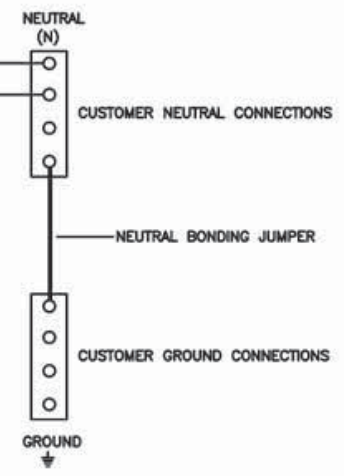 NEUTRAL
(N)
CUSTOMER NEUTRAL CONNECTIONS
NEUTRAL BONDING JUMPER
CUSTOMER GROUND CONNECTIONS
GROUND